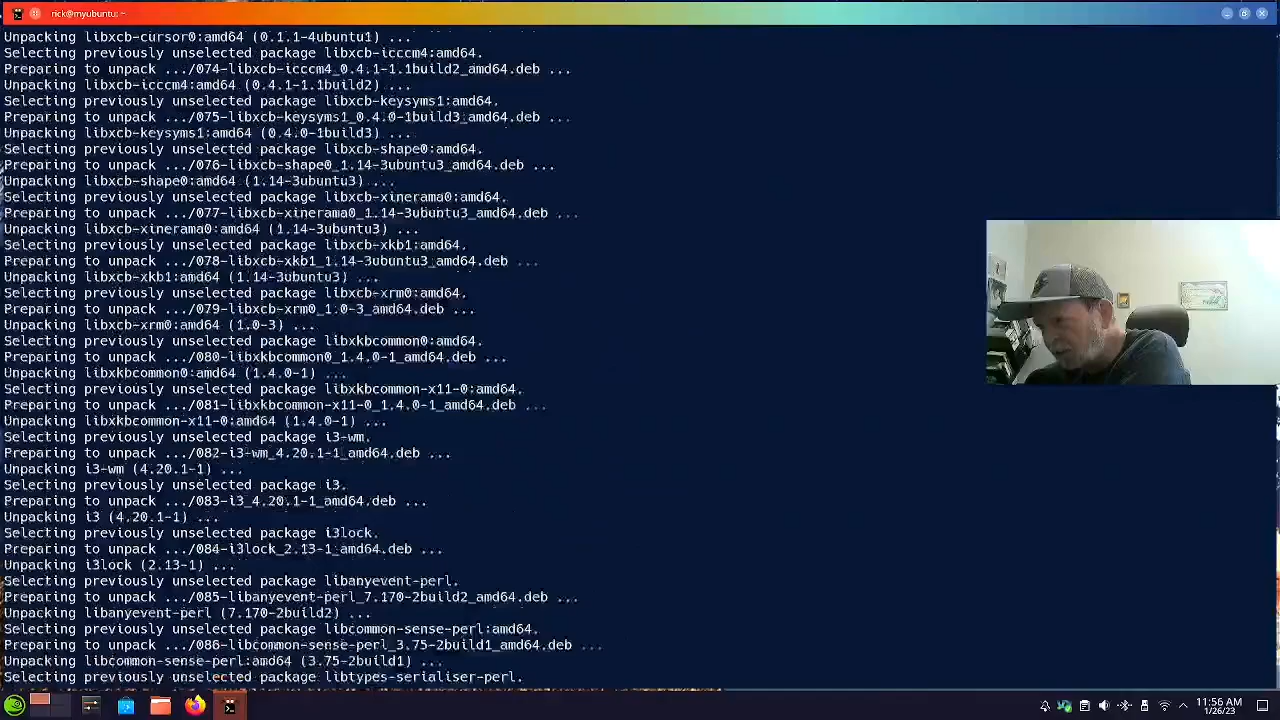 rick@myubuntu: ~
Unpacking libxcb-cursor0:amd64 (0.1.1-4ubuntu1) ...
Selecting previously unselected package libxcb-icccm4:amd64.
Preparing to unpack .../074-libxcb-icccm4_0.4.1-1.1build2_amd64.deb ...
Unpacking libxcb-icccm4:amd64 (0.4.1-1.1build2) ...
Selecting previously unselected package libxcb-keysyms1:amd64.
Preparing to unpack .../075-libxcb-keysyms1_0.4.0-1build3_amd64.deb ...
Unpacking libxcb-keysyms1:amd64 (0.4.0-1build3) ...
Selecting previously unselected package libxcb-shape0:amd64.
Preparing to unpack .../076-libxcb-shape0_1.14-3ubuntu3_amd64.deb ...
Unpacking libxcb-shape0:amd64 (1.14-3ubuntu3) ...
Selecting previously unselected package libxcb-xinerama0:amd64.
Preparing to unpack .../077-libxcb-xinerama0_1.14-3ubuntu3_amd64.deb ...
Unpacking libxcb-xinerama0:amd64 (1.14-3ubuntu3) ...
Selecting previously unselected package libxcb-xkb1:amd64.
Preparing to unpack .../078-libxcb-xkb1_1.14-3ubuntu3_amd64.deb ...
Unpacking libxcb-xkb1:amd64 (1.14-3ubuntu3) ...
Selecting previously unselected package libxcb-xrm0:amd64.
Preparing to unpack .../079-libxcb-xrm0_1.0-3_amd64.deb ...
Unpacking libxcb-xrm0:amd64 (1.0-3) ...
Selecting previously unselected package libxkbcommon0:amd64.
Preparing to unpack .../080-libxkbcommon0_1.4.0-1_amd64.deb ...
Unpacking libxkbcommon0:amd64 (1.4.0-1) ...
Selecting previously unselected package libxkbcommon-x11-0:amd64.
Preparing to unpack .../081-libxkbcommon-x11-0_1.4.0-1_amd64.deb ...
Unpacking libxkbcommon-x11-0:amd64 (1.4.0-1) ...
Selecting previously unselected package i3-wm.
Preparing to unpack .../082-i3-wm_4.20.1-1_amd64.deb ...
Unpacking i3-wm (4.20.1-1) ...
Selecting previously unselected package i3.
Preparing to unpack .../083-i3_4.20.1-1_amd64.deb ...
Unpacking i3 (4.20.1-1) ...
Selecting previously unselected package i3lock.
Preparing to unpack .../084-i3lock_2.13-1_amd64.deb ...
Unpacking i3lock (2.13-1) ...
Selecting previously unselected package libanyevent-perl.
Preparing to unpack .../085-libanyevent-perl_7.170-2build2_amd64.deb ...
Unpacking libanyevent-perl (7.170-2build2) ...
Selecting previously unselected package libcommon-sense-perl:amd64.
Preparing to unpack .../086-libcommon-sense-perl_3.75-2build1_amd64.deb ...
Unpacking libcommon-sense-perl:amd64 (3.75-2build1) ...
Selecting previously unselected package libtypes-serialiser-perl.
11:56 AM
1/26/23